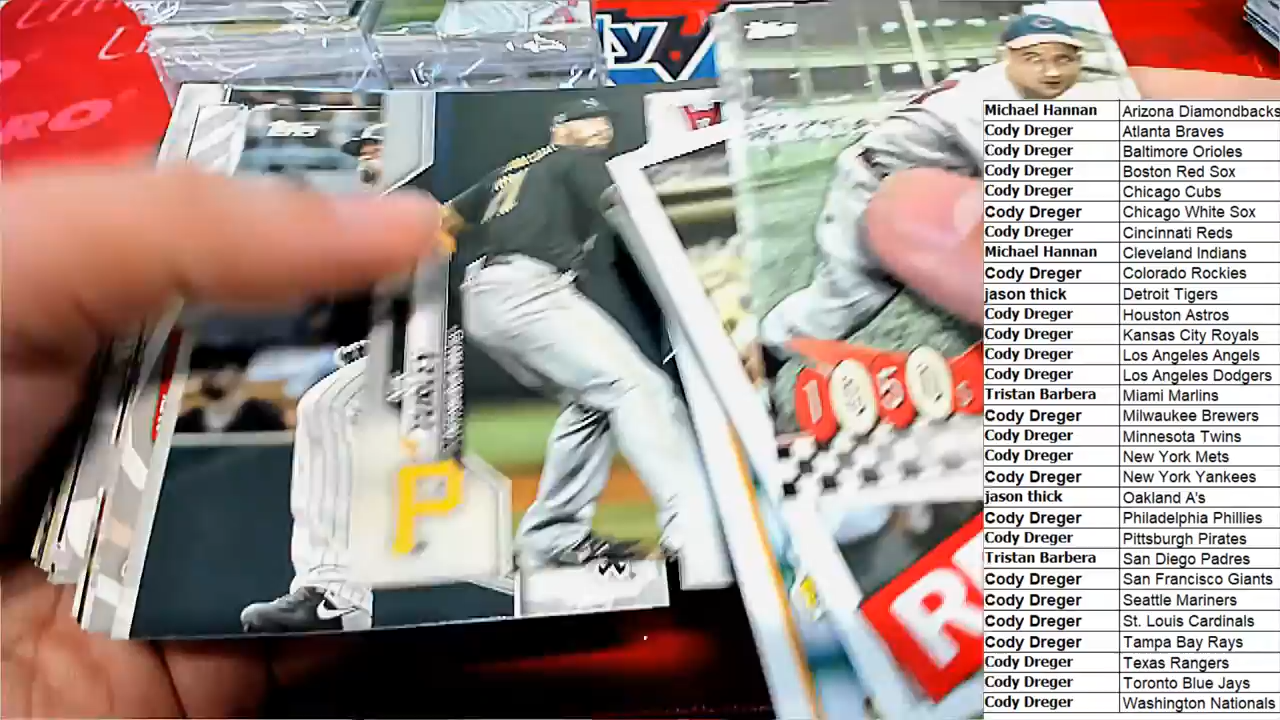 RO
topps
topps
150
P
R
Michael Hannan Arizona Diamondbacks
Cody Dreger Atlanta Braves
Cody Dreger Baltimore Orioles
Cody Dreger Boston Red Sox
Cody Dreger Chicago Cubs
Cody Dreger Chicago White Sox
Cody Dreger Cincinnati Reds
Michael Hannan Cleveland Indians
Cody Dreger Colorado Rockies
jason thick Detroit Tigers
Cody Dreger Houston Astros
Cody Dreger Kansas City Royals
Cody Dreger Los Angeles Angels
Cody Dreger Los Angeles Dodgers
Tristan Barbera Miami Marlins
Cody Dreger Milwaukee Brewers
Cody Dreger Minnesota Twins
Cody Dreger New York Mets
Cody Dreger New York Yankees
jason thick Oakland A's
Cody Dreger Philadelphia Phillies
Cody Dreger Pittsburgh Pirates
Tristan Barbera San Diego Padres
Cody Dreger San Francisco Giants
Cody Dreger Seattle Mariners
Cody Dreger St. Louis Cardinals
Cody Dreger Tampa Bay Rays
Cody Dreger Texas Rangers
Cody Dreger Toronto Blue Jays
Cody Dreger Washington Nationals